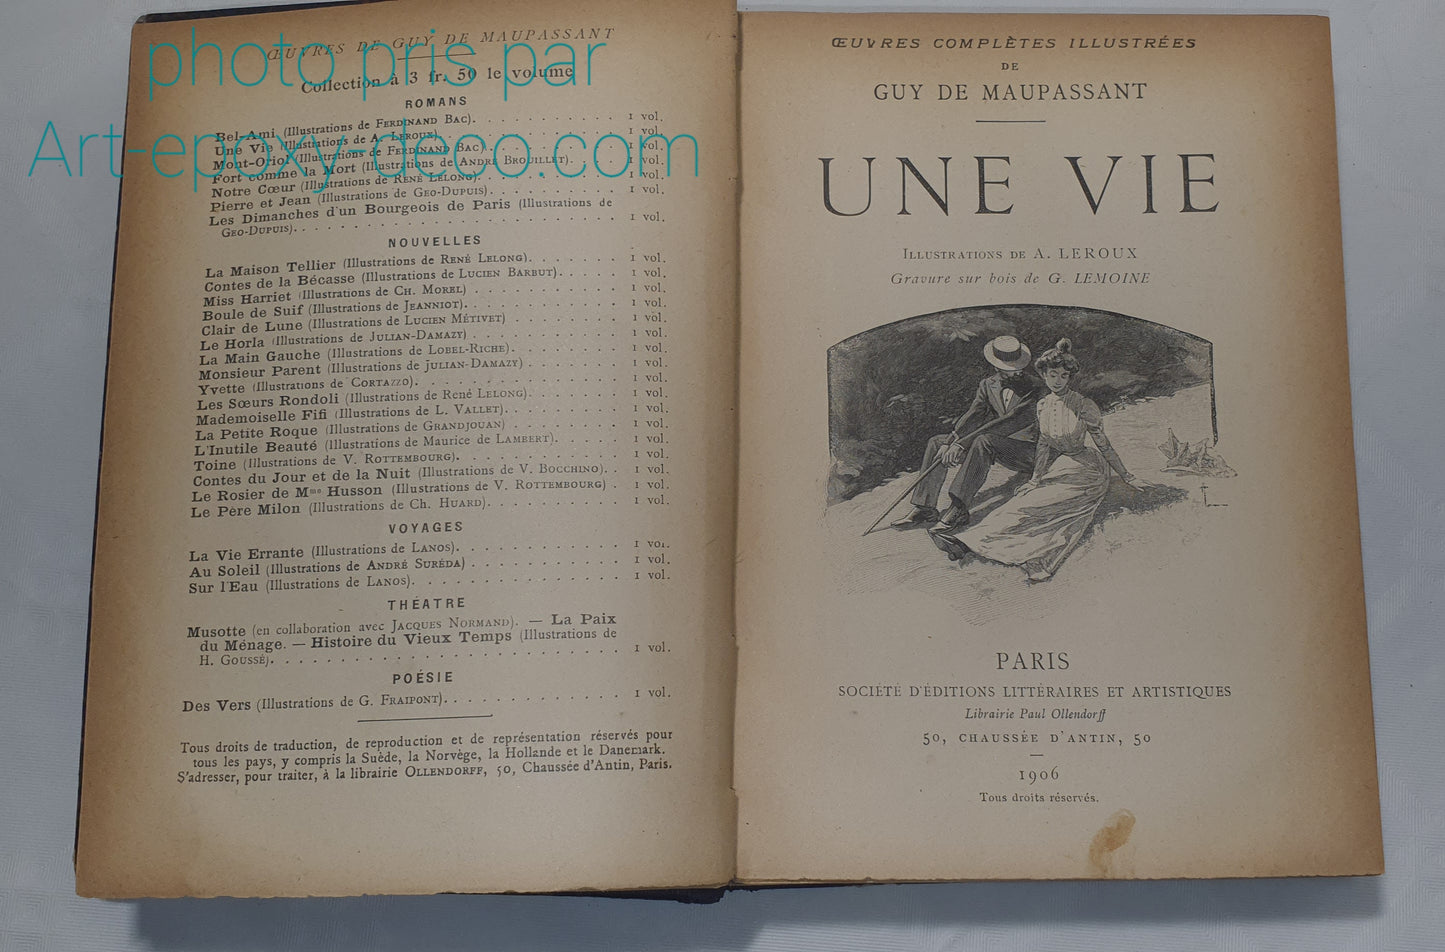 photo pris par
Art-epoxy-deco.com
ŒUVRES DE GUY DE MAUPASSANT
Collection à 3 fr. 50 le volume
ROMANS
Bel-Ami (Illustrations de FERDINAND BAC). 1 vol.
Une Vie (Illustrations de A. LEROUX). 1 vol.
Mont-Oriol (Illustrations de FERDINAND BAC). 1 vol.
Fort comme la Mort (Illustrations de ANDRÉ BROUILLET). 1 vol.
Notre Cœur (Illustrations de RENÉ LELONG). 1 vol.
Pierre et Jean (Illustrations de GEO-DUPUIS). 1 vol.
Les Dimanches d'un Bourgeois de Paris (Illustrations de
GEO-DUPUIS). 1 vol.
NOUVELLES
La Maison Tellier (Illustrations de RENÉ LELONG). 1 vol.
Contes de la Bécasse (Illustrations de LUCIEN BARBUT). 1 vol.
Miss Harriet (Illustrations de CH. MOREL) 1 vol.
Boule de Suif (Illustrations de JEANNIOT). 1 vol.
Clair de Lune (Illustrations de LUCIEN MÉTIVET) 1 vol.
Le Horla (Illustrations de JULIAN-DAMAZY) 1 vol.
La Main Gauche (Illustrations de LOBEL-RICHE). 1 vol.
Monsieur Parent (Illustrations de JULIAN-DAMAZY) 1 vol.
Yvette (Illustrations de CORTAZZO). 1 vol.
Les Sœurs Rondoli (Illustrations de René LELONG). 1 vol.
Mademoiselle Fifi (Illustrations de L. VALLET). 1 vol.
La Petite Roque (Illustrations de GRANDJOUAN) 1 vol.
L'Inutile Beauté (Illustrations de Maurice de LAMBERT). 1 vol.
Toine (Illustrations de V. ROTTEMBOURG). 1 vol.
Contes du Jour et de la Nuit (Illustrations de V. BOCCHINO). 1 vol.
Le Rosier de Mme Husson (Illustrations de V. ROTTEMBOURG) 1 vol.
Le Père Milon (Illustrations de Ch. HUARD). 1 vol.
VOYAGES
La Vie Errante (Illustrations de LANOS). 1 vol.
Au Soleil (Illustrations de ANDRÉ SURÉDA) 1 vol.
Sur l'Eau (Illustrations de LANOS). 1 vol.
THÉATRE
Musotte (en collaboration avec JACQUES NORMAND). — La Paix
du Ménage. — Histoire du Vieux Temps (Illustrations de
H. GOUSSÉ). 1 vol.
POÉSIE
Des Vers (Illustrations de G. FRAIPONT). 1 vol.
Tous droits de traduction, de reproduction et de représentation réservés pour
tous les pays, y compris la Suède, la Norvège, la Hollande et le Danemark.
S'adresser, pour traiter, à la librairie OLLENDORFF, 50, Chaussée d'Antin, Paris.
ŒUVRES COMPLÈTES ILLUSTRÉES
DE
GUY DE MAUPASSANT
UNE VIE
ILLUSTRATIONS DE A. LEROUX
Gravure sur bois de G. LEMOINE
PARIS
SOCIÉTÉ D'ÉDITIONS LITTÉRAIRES ET ARTISTIQUES
Librairie Paul Ollendorff
50, CHAUSSÉE D'ANTIN, 50
1906
Tous droits réservés.